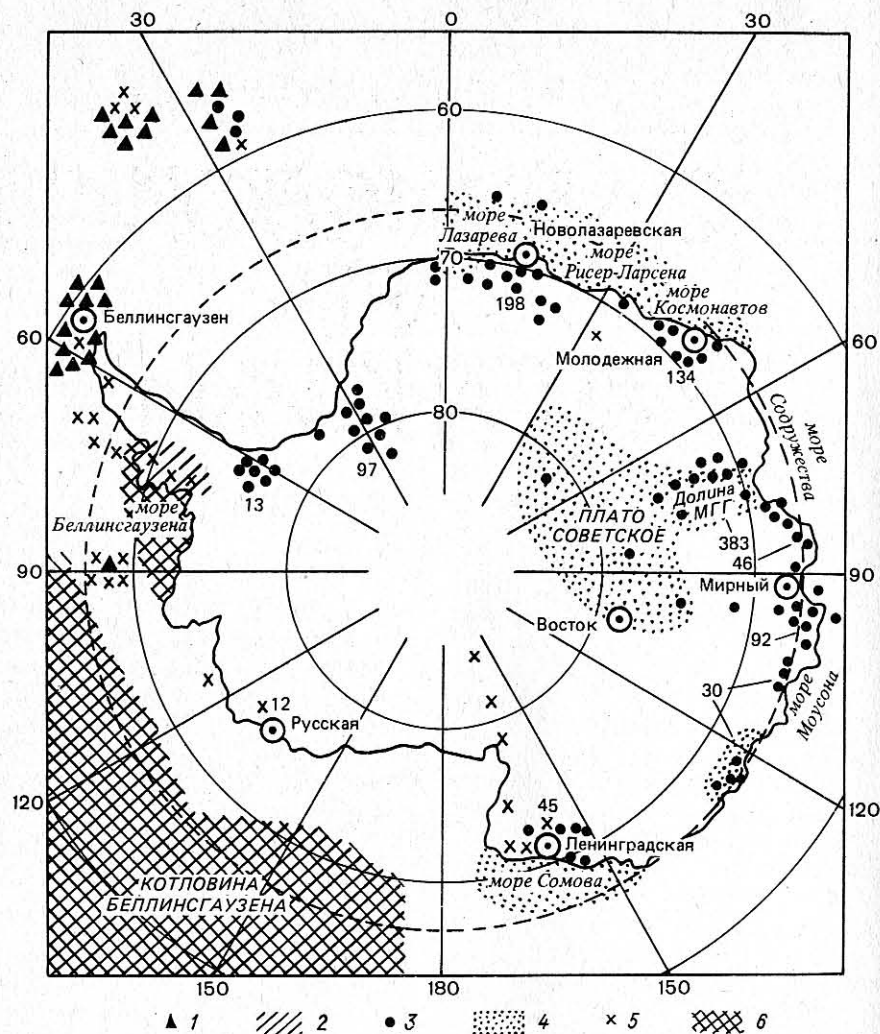 30 0 30
60
море
Лазарева
Новолазаревская
море
Рисер-Ларсена
70
море
Космонавтов
198
Беллинсгаузен
60
Молодежная
60
134
80
море
Содружества
97
13
Долина
МГГ
море
Беллинсгаузена
ПЛАТО
СОВЕТСКОЕ
383
46
90
Мирный
90
Восток
92
30
море
Моусона
12
Русская
120
45
120
Ленинградская
море Сомова
КОТЛОВИНА
БЕЛЛИНСГАУЗЕНА
150 180 150
1 2 3 4 5 6